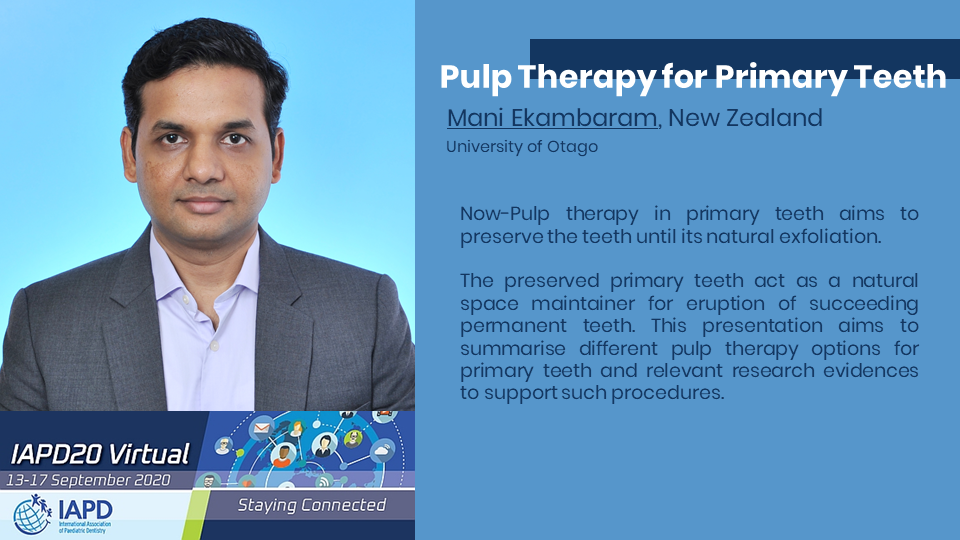 Pulp Therapy for Primary Teeth
Mani Ekambaram, New Zealand
University of Otago
Now-Pulp therapy in primary teeth aims to
preserve the teeth until its natural exfoliation.
The preserved primary teeth act as a natural
space maintainer for eruption of succeeding
permanent teeth. This presentation aims to
summarise different pulp therapy options for
primary teeth and relevant research evidences
to support such procedures.
IAPD20 Virtual
13-17 September 2020
Staying Connected
IAPD
International Association
of Paediatric Dentistry